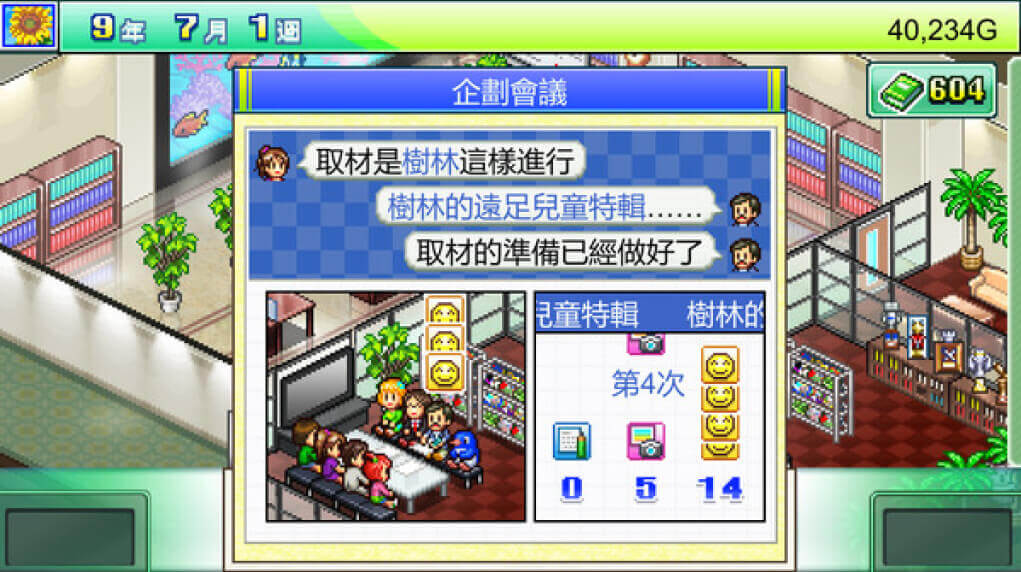 9年 7月 1週
40,234G
企劃會議
604
取材是樹林這樣進行
樹林的遠足兒童特輯……
取材的準備已經做好了
兒童特輯 樹林的
第4次
0 5 14